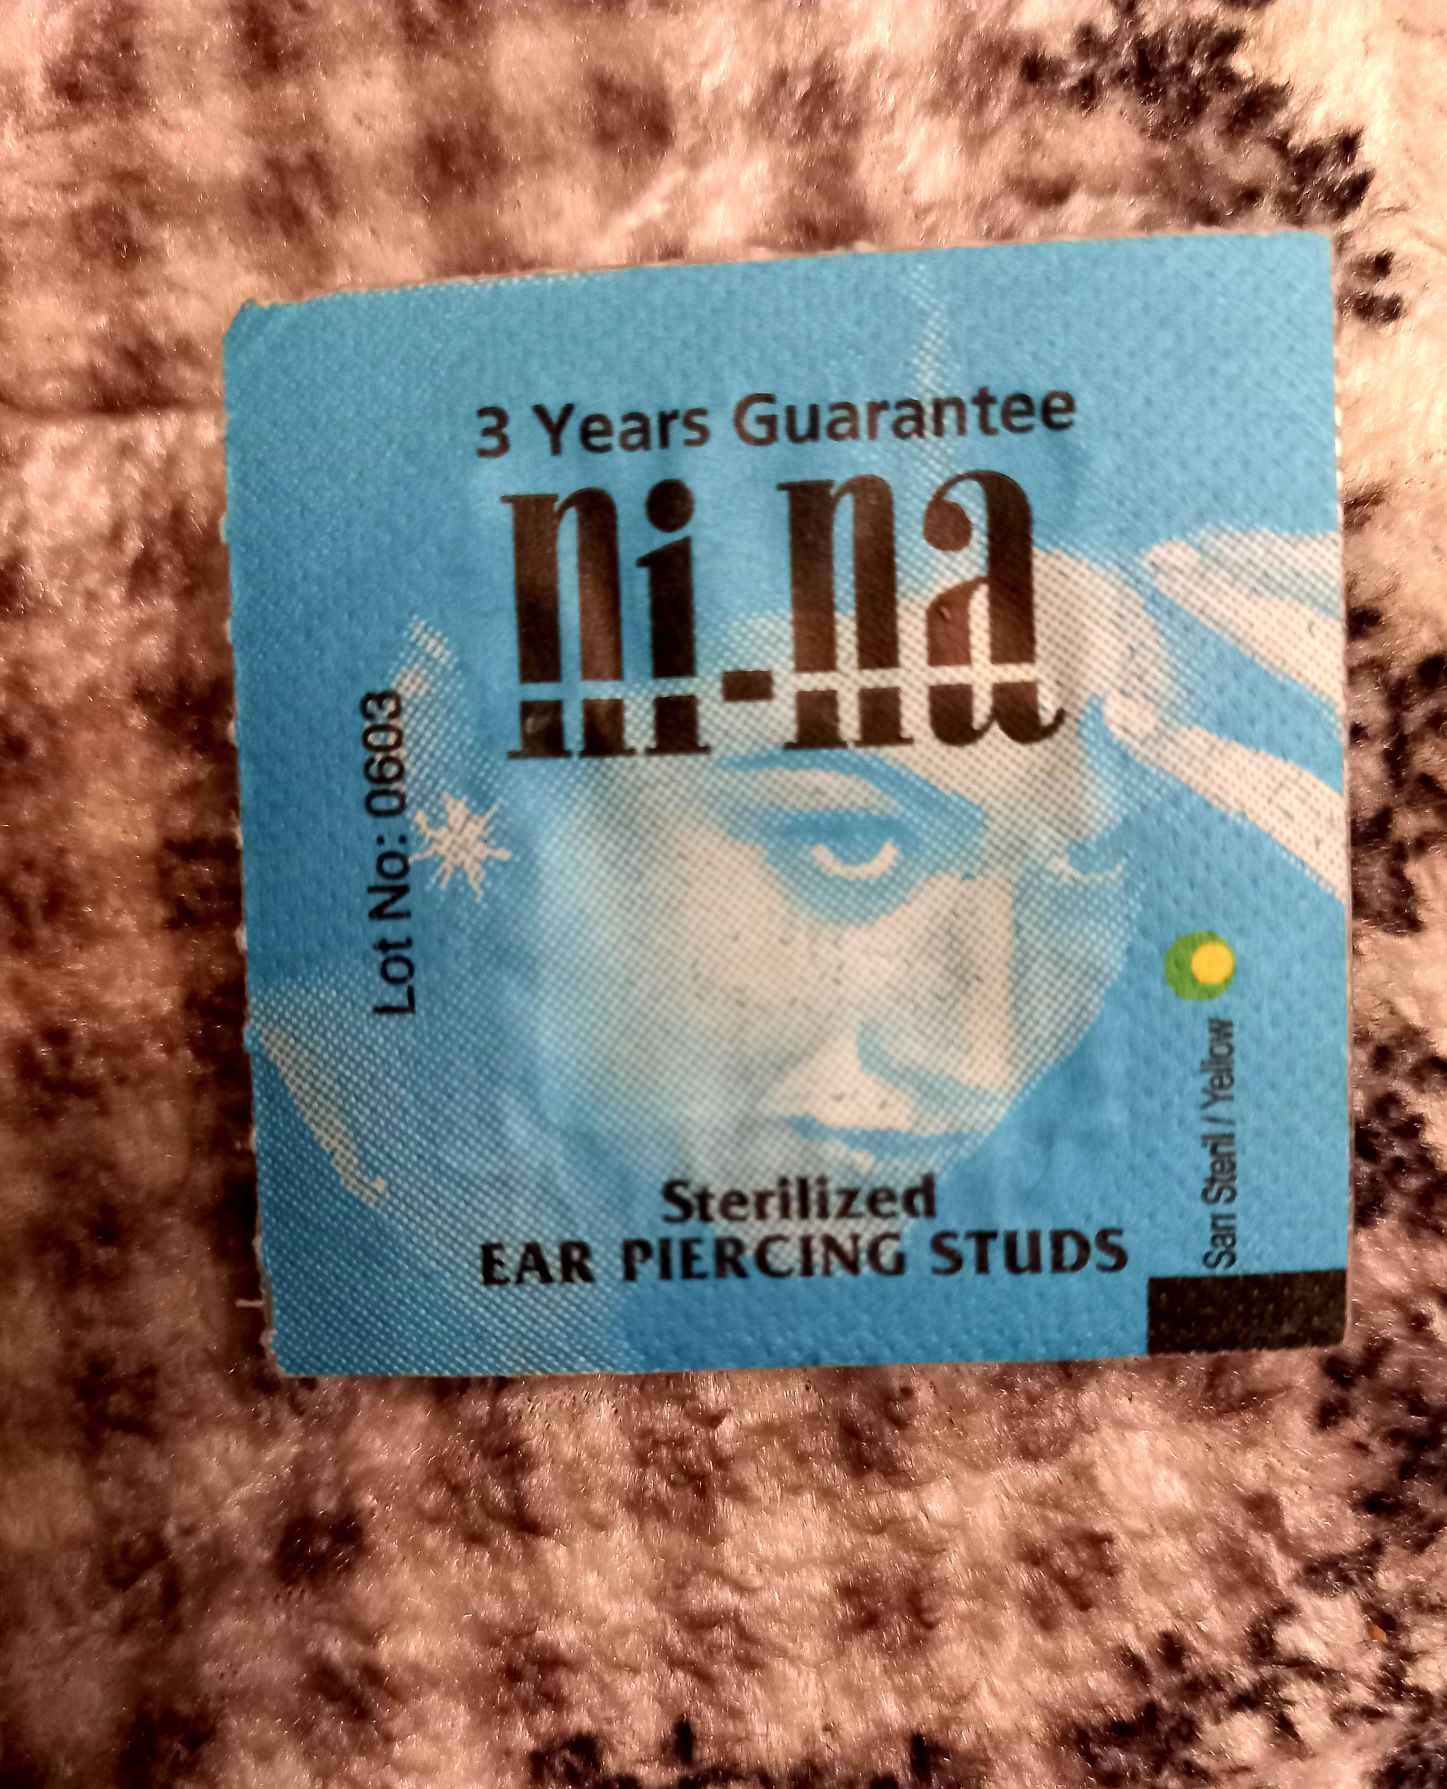 3 Years Guarantee
ni-na
Lot No: 0603
San Steril / Yellow
Sterilized
EAR PIERCING STUDS